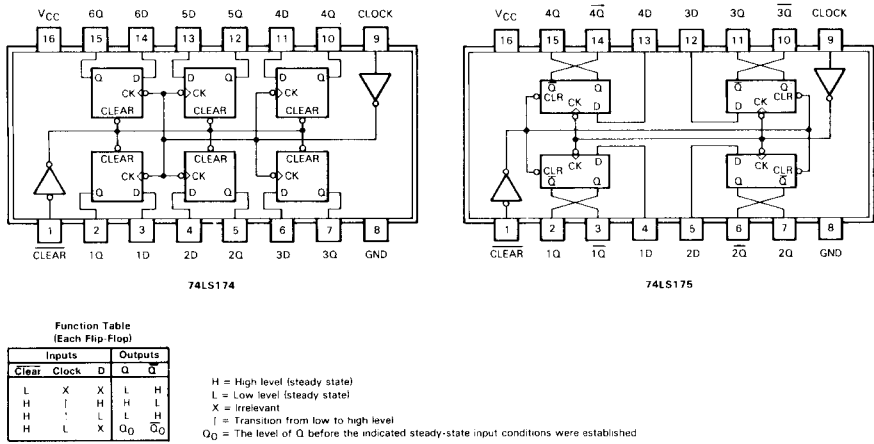 VCC 6Q 6D 5D 5Q 4D 4Q CLOCK
16 15 14 13 12 11 10 9
Q D D Q D Q
CK CK CK
CLEAR CLEAR CLEAR
CLEAR CLEAR CLEAR
CK CK CK
Q D D Q D Q
1 2 3 4 5 6 7 8
CLEAR 1Q 1D 2D 2Q 3D 3Q GND
74LS174
VCC 4Q 4Q 4D 3D 3Q 3Q CLOCK
16 15 14 13 12 11 10 9
Q Q Q Q
CLR CK D D CK CLR
CLR CK D D CK CLR
Q Q Q Q
1 2 3 4 5 6 7 8
CLEAR 1Q 1Q 1D 2D 2Q 2Q GND
74LS175
Function Table
(Each Flip-Flop)
Inputs Outputs
Clear Clock D Q Q
L X X L H
H ↑ H H L
H ↑ L L H
H L X Q0 Q0
H = High level (steady state)
L = Low level (steady state)
X = Irrelevant
↑ = Transition from low to high level
Q0 = The level of Q before the indicated steady-state input conditions were established